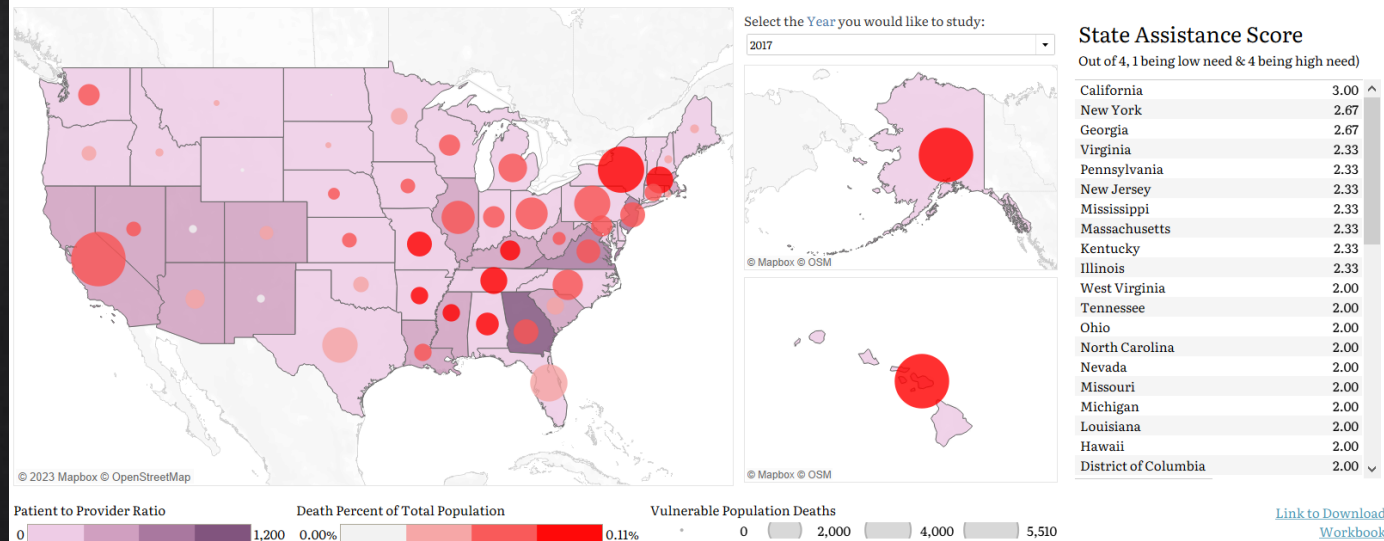 Select the Year you would like to study:
2017
State Assistance Score
(Out of 4, 1 being low need & 4 being high need)
California 3.00
New York 2.67
Georgia 2.67
Virginia 2.33
Pennsylvania 2.33
New Jersey 2.33
Mississippi 2.33
Massachusetts 2.33
Kentucky 2.33
Illinois 2.33
West Virginia 2.00
Tennessee 2.00
Ohio 2.00
North Carolina 2.00
Nevada 2.00
Missouri 2.00
Michigan 2.00
Louisiana 2.00
Hawaii 2.00
District of Columbia 2.00
© 2023 Mapbox © OpenStreetMap
© Mapbox © OSM
© Mapbox © OSM
Patient to Provider Ratio
0 1,200
Death Percent of Total Population
0.00% 0.11%
Vulnerable Population Deaths
0 2,000 4,000 5,510
Link to Download
Workbook